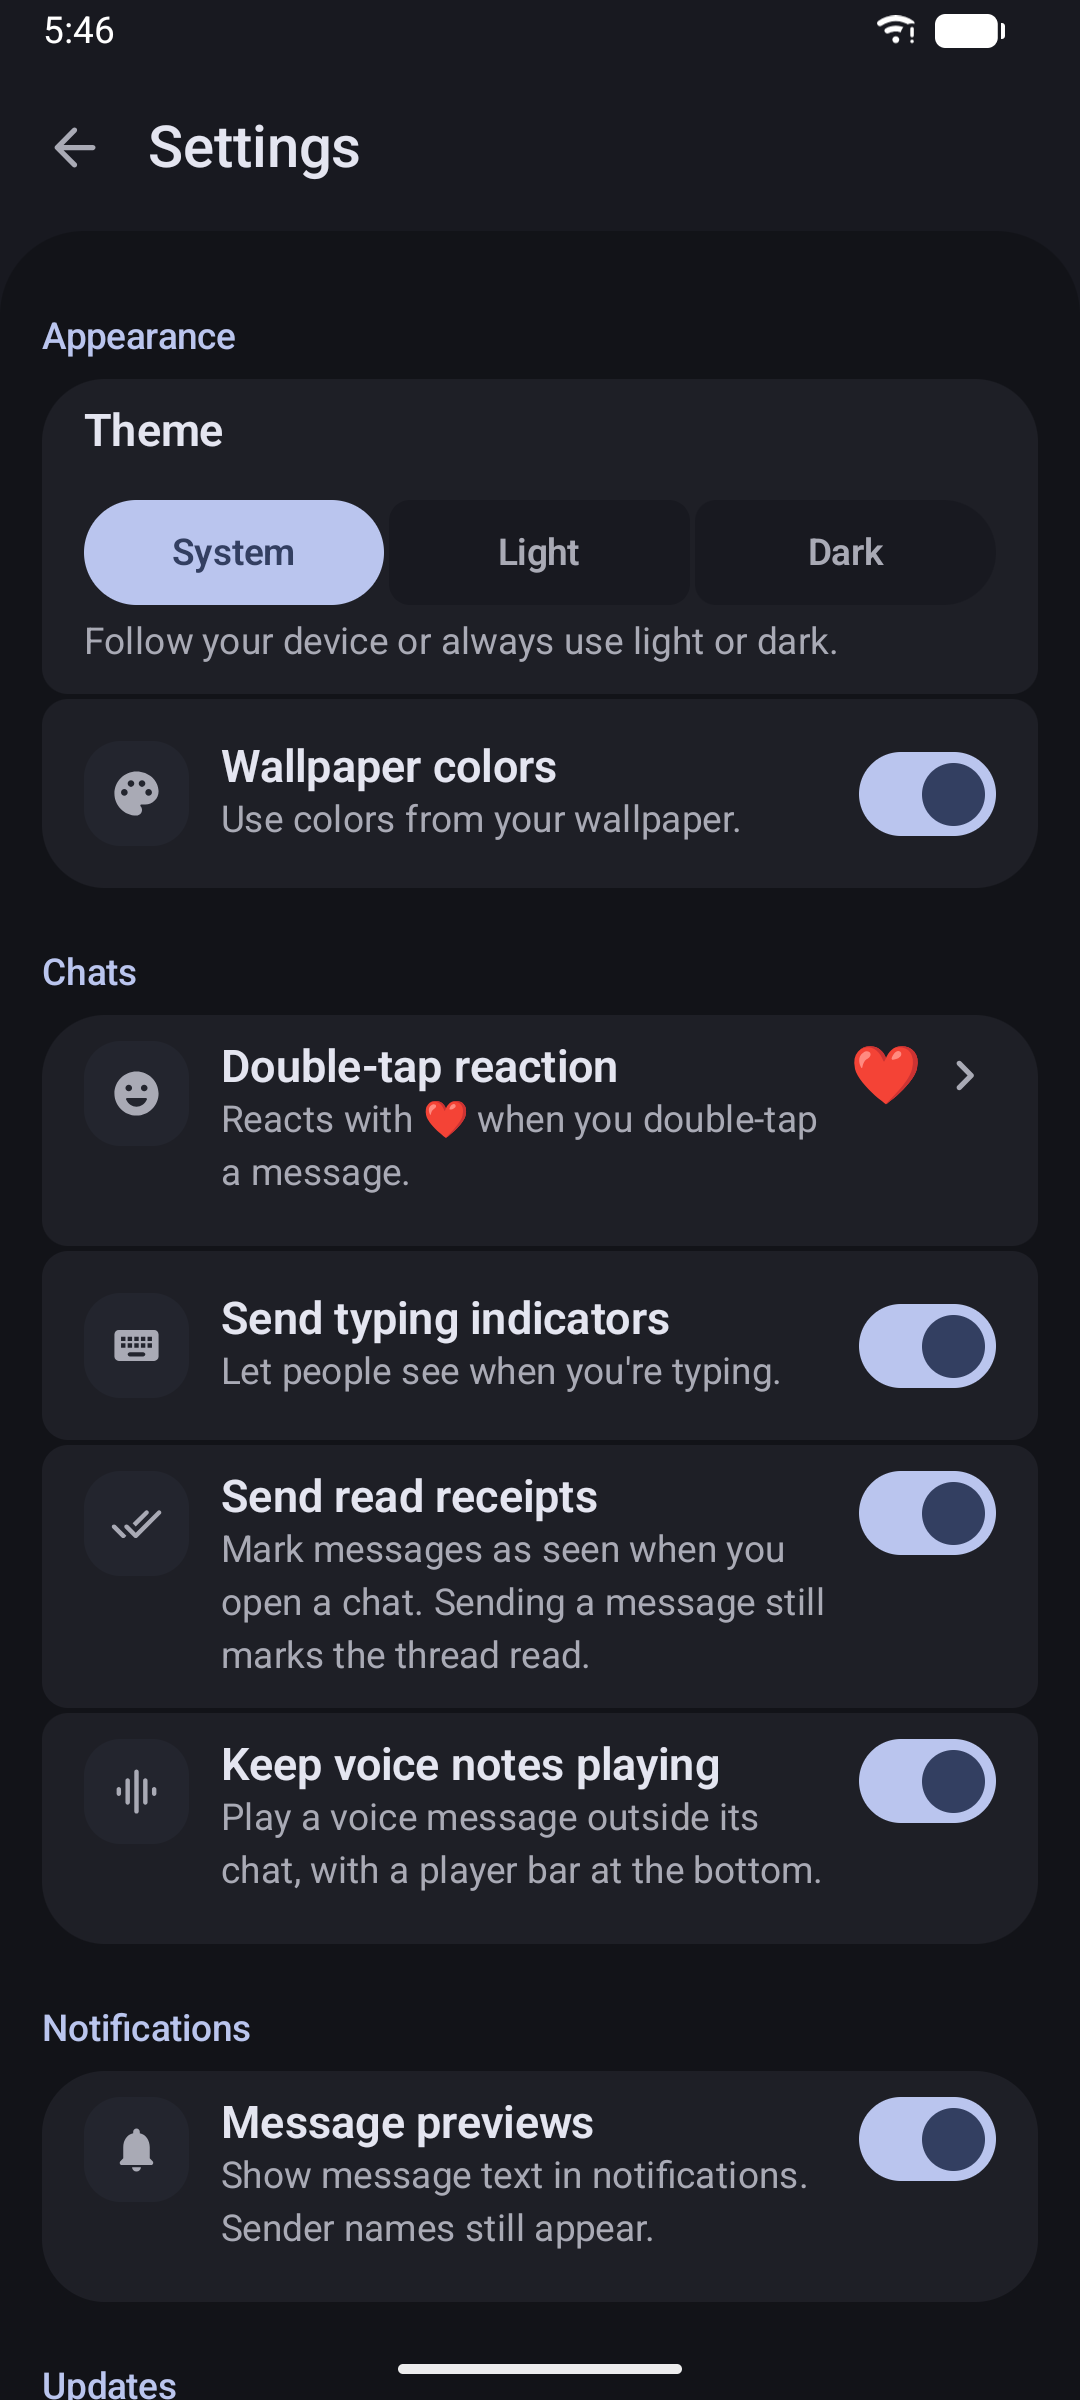 5:46
Settings
Appearance
Theme
System
Light
Dark
Follow your device or always use light or dark.
Wallpaper colors
Use colors from your wallpaper.
Chats
Double-tap reaction
Reacts with ❤️ when you double-tap
a message.
Send typing indicators
Let people see when you're typing.
Send read receipts
Mark messages as seen when you
open a chat. Sending a message still
marks the thread read.
Keep voice notes playing
Play a voice message outside its
chat, with a player bar at the bottom.
Notifications
Message previews
Show message text in notifications.
Sender names still appear.
Updates